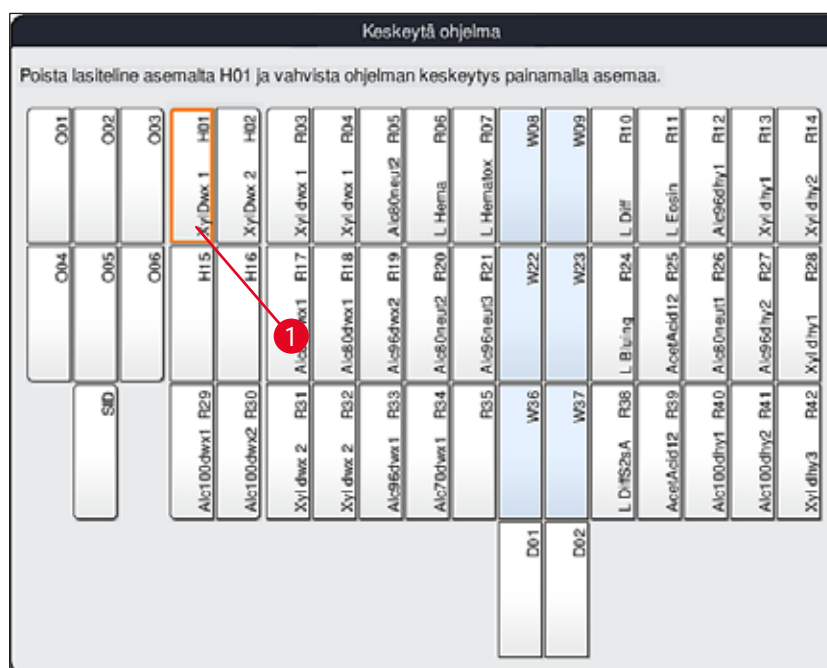 Keskeytä ohjelma
Poista lasiteline asemalta H01 ja vahvista ohjelman keskeytys painamalla asemaa.
O01
O02
O03
XylDwx 1 H01
XylDwx 2 H02
Xyl dwx 1 R03
Xyl dwx 1 R04
Alc80neut2 R05
L Hema R06
L Hematox R07
W08
W09
L Diff R10
L Eosin R11
Alc96dhy1 R12
Xyl dhy1 R13
Xyl dhy2 R14
O04
O05
O06
H15
H16
wx1 R17
Alc80dwx1 R18
Alc96dwx2 R19
Alc80neut2 R20
Alc96neut3 R21
W22
W23
L Bluing R24
AcetAcid12 R25
Alc80neut1 R26
Alc96dhy2 R27
Xyl dhy1 R28
SID
Alc100dwx1 R29
Alc100dwx2 R30
Xyl dwx 2 R31
Xyl dwx 2 R32
Alc96dwx1 R33
Alc70dwx1 R34
R35
W36
W37
L DiffS2sA R38
AcetAcid12 R39
Alc100dhy1 R40
Alc100dhy2 R41
Xyl dhy3 R42
D01
D02
1